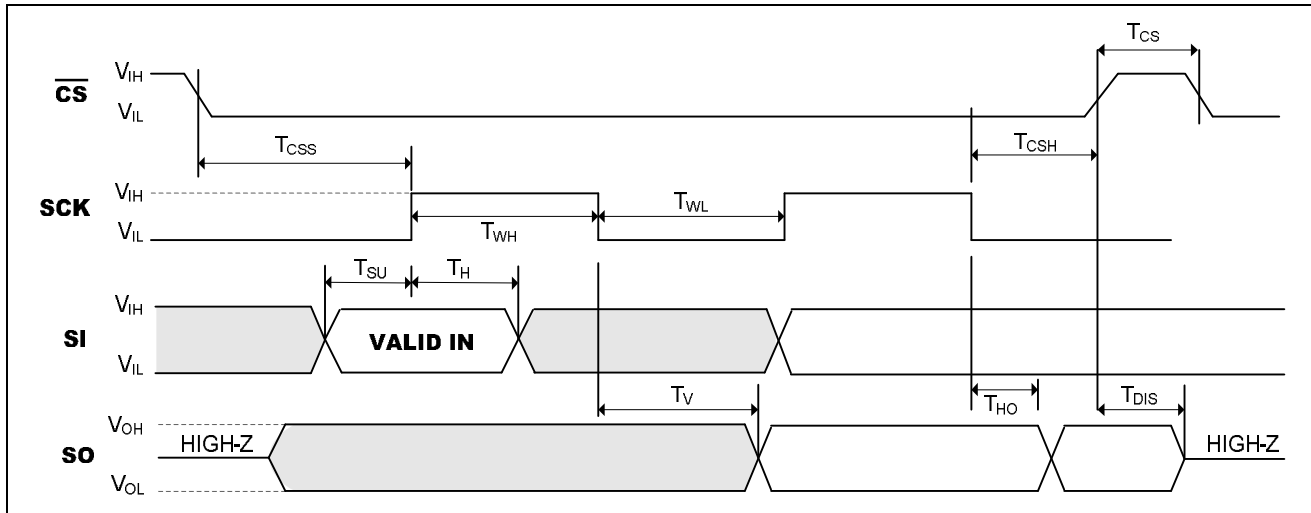 TCS
CS
VIH
VIL
TCSS
TCSH
SCK
VIH
VIL
TWH
TWL
TSU
TH
SI
VIH
VIL
VALID IN
TV
THO
TDIS
SO
VOH
HIGH-Z
VOL
HIGH-Z